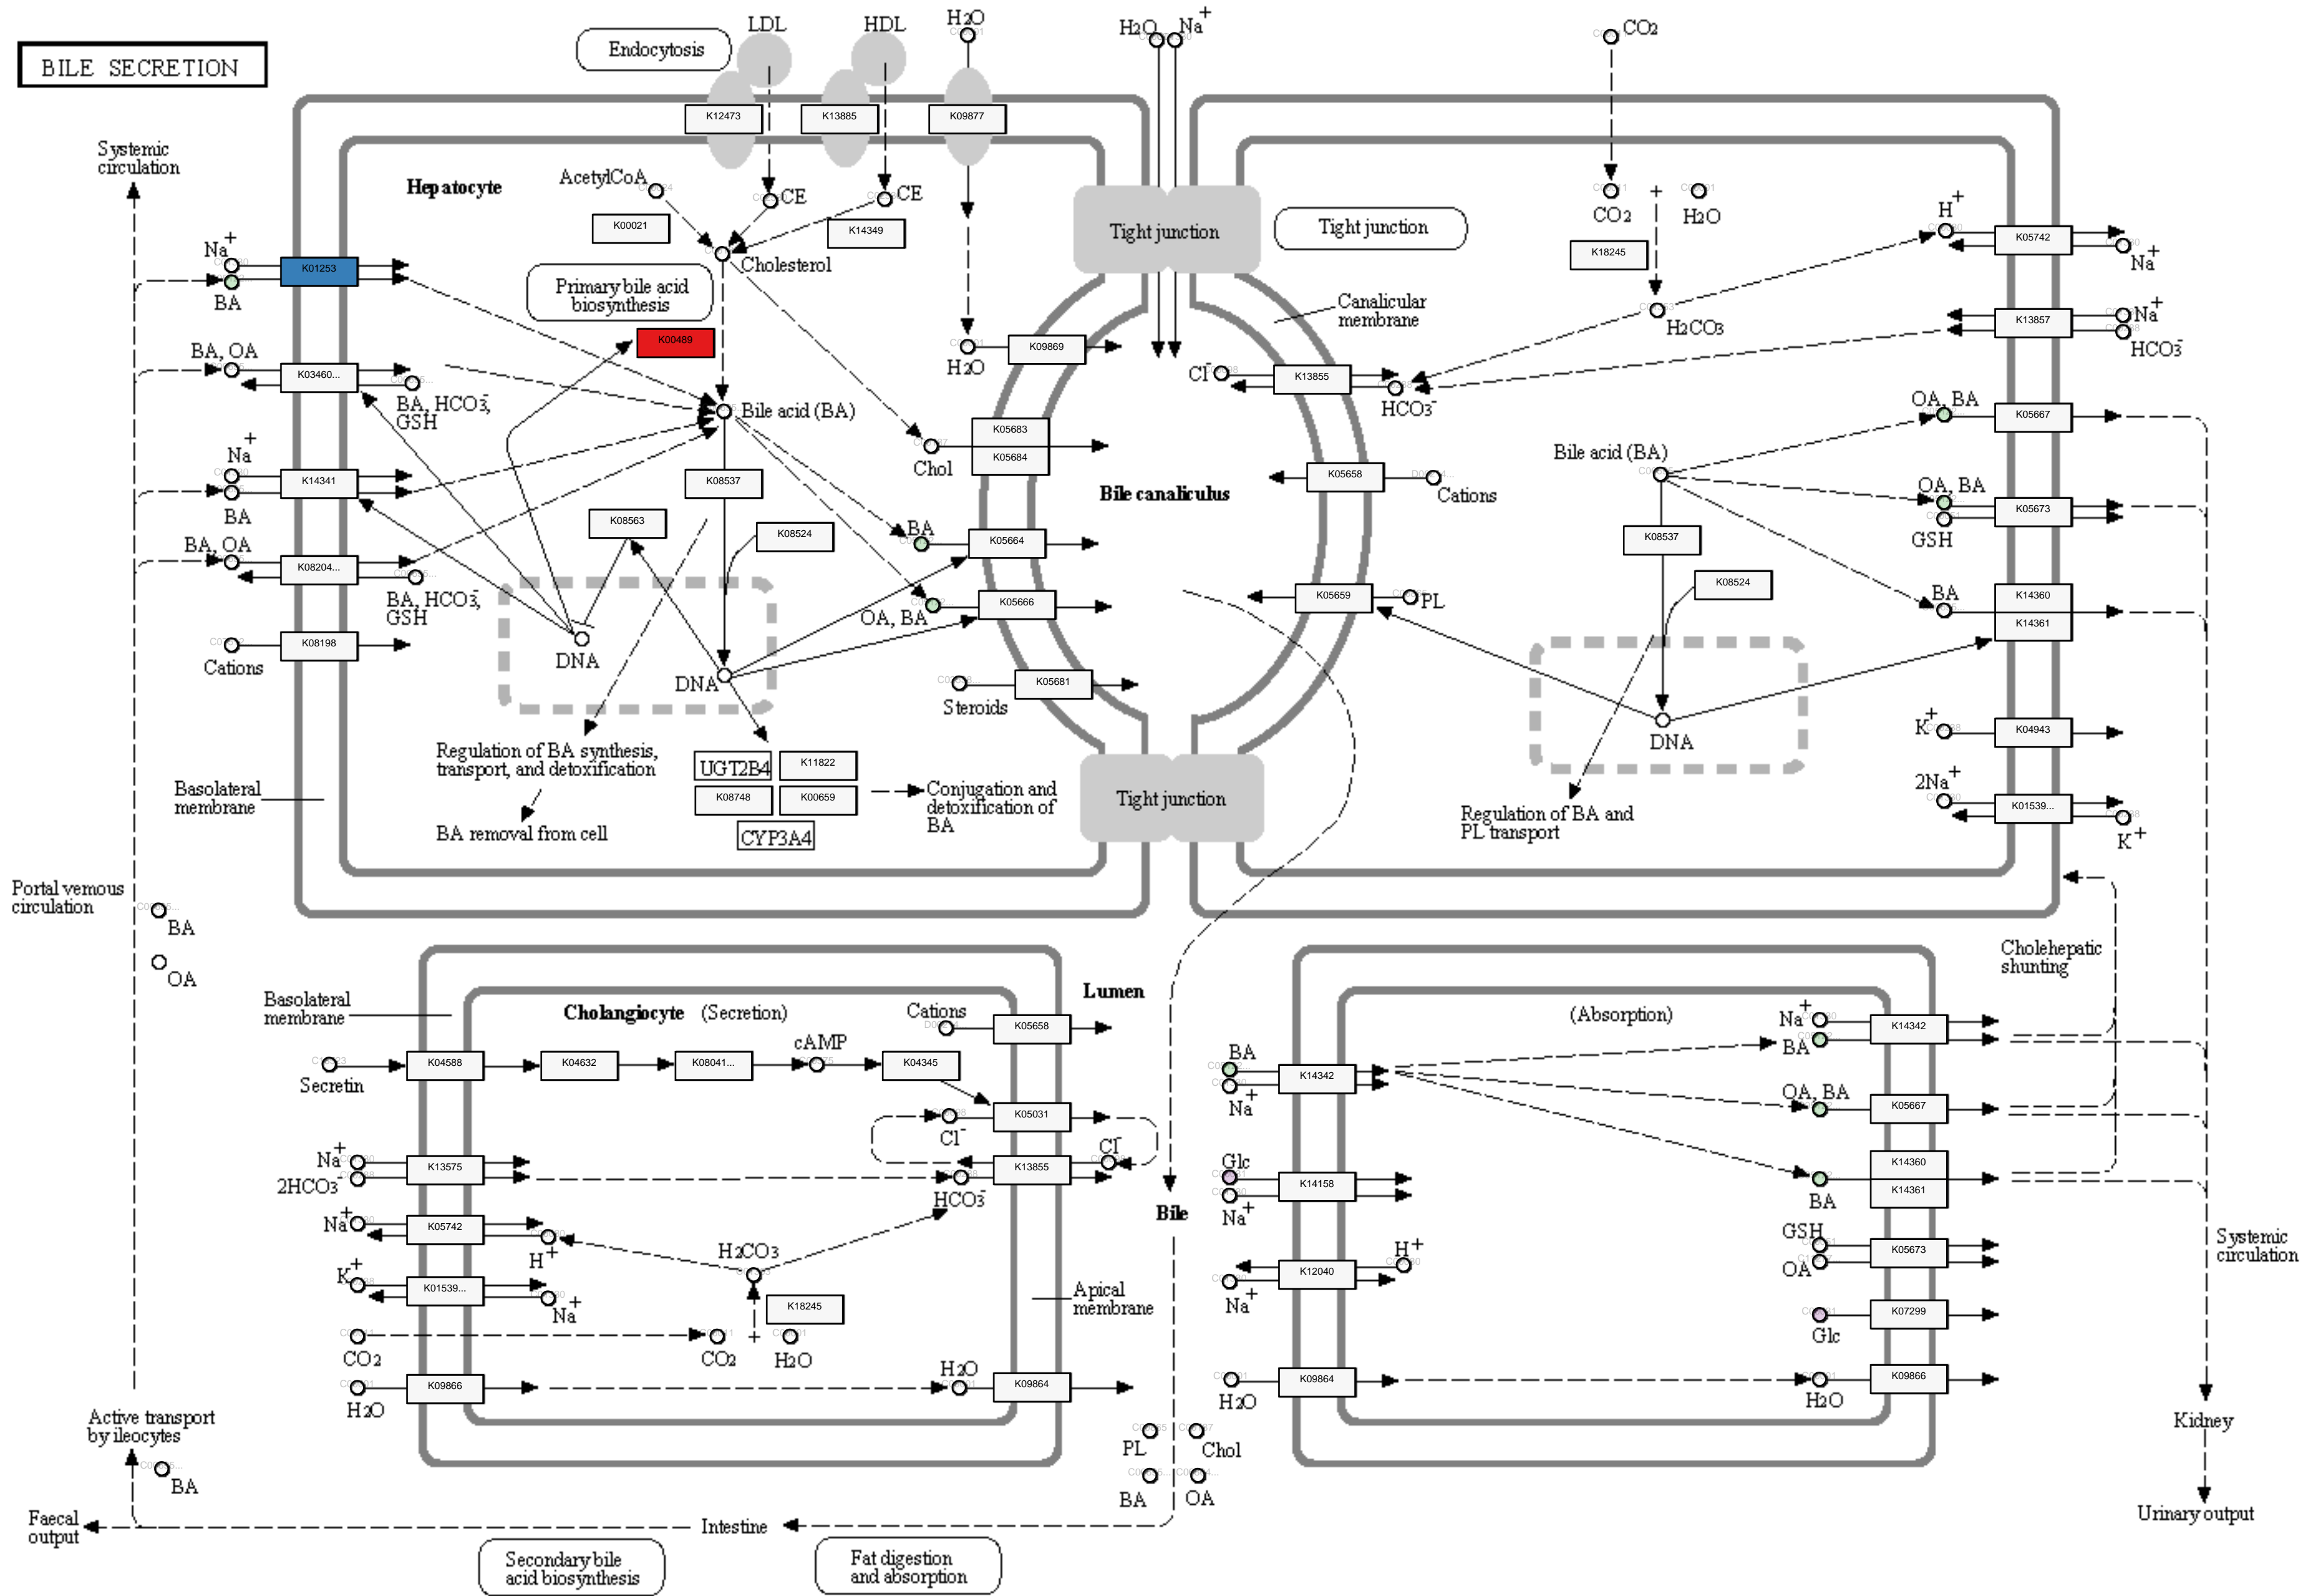 BILE SECRETION
Endocytosis
LDL
HDL
H2O
H2O
Na+
CO2
K12473
K13885
K09877
Systemic
circulation
Hepatocyte
AcetylCoA
CE
CE
K00021
K14349
Cholesterol
Tight junction
Tight junction
CO2
+
H2O
K18245
H+
K05742
Na+
Na+
K01253
BA
Primary bile acid
biosynthesis
K00489
Canalicular
membrane
H2CO3
K13857
Na+
HCO3-
BA, OA
K03460...
BA, HCO3-,
GSH
H2O
K09869
Cl-
K13855
HCO3-
Bile acid (BA)
OA, BA
K05667
K05683
K05684
Chol
Bile acid (BA)
Na+
K14341
BA
K08537
Bile canaliculus
K05658
Cations
OA, BA
K05673
GSH
K08563
K08524
BA
K05664
K08537
BA, OA
K08204...
BA, HCO3-,
GSH
OA, BA
K05666
K05659
PL
K08524
BA
K14360
K14361
Cations
K08198
DNA
DNA
K05681
Steroids
DNA
K+
K04943
Regulation of BA synthesis,
transport, and detoxification
BA removal from cell
UGT2B4
K11822
K08748
K00659
CYP3A4
Conjugation and
detoxification of
BA
Tight junction
Regulation of BA and
PL transport
2Na+
K01539...
K+
Basolateral
membrane
Portal venous
circulation
BA
OA
Cholehepatic
shunting
Basolateral
membrane
Cholangiocyte (Secretion)
Cations
K05658
Lumen
(Absorption)
Na+
K14342
BA
Secretin
K04588
K04632
K08041...
cAMP
K04345
BA
K14342
Na+
OA, BA
K05667
K05031
Cl-
Cl-
Na+
2HCO3-
K13575
K13855
HCO3-
Glc
K14158
Na+
K14360
K14361
BA
Bile
Na+
K05742
H+
H2CO3
GSH
K05673
OA
Systemic
circulation
K+
K01539...
Na+
K18245
Apical
membrane
K12040
H+
Na+
Glc
K07299
CO2
CO2
+
H2O
H2O
K09866
H2O
K09864
H2O
K09864
H2O
K09866
Active transport
by ileocytes
BA
PL
Chol
BA
OA
Kidney
Urinary output
Faecal
output
Intestine
Secondary bile
acid biosynthesis
Fat digestion
and absorption